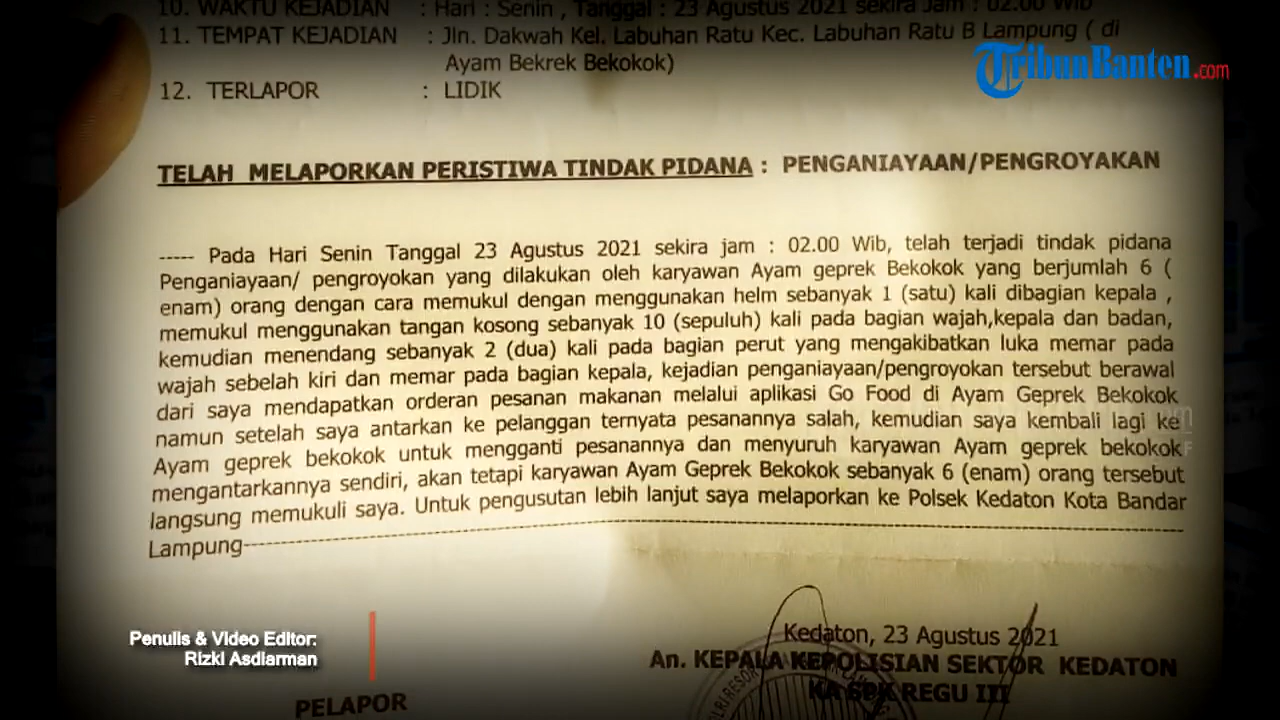 10. WAKTU KEJADIAN : Hari : Senin , Tanggal : 23 Agustus 2021 sekira Jam : 02.00 Wib
11. TEMPAT KEJADIAN : Jln. Dakwah Kel. Labuhan Ratu Kec. Labuhan Ratu B Lampung ( di
Ayam Bekrek Bekokok)
TribunBanten.com
12. TERLAPOR : LIDIK
TELAH MELAPORKAN PERISTIWA TINDAK PIDANA : PENGANIAYAAN/PENGROYAKAN
----- Pada Hari Senin Tanggal 23 Agustus 2021 sekira jam : 02.00 Wib, telah terjadi tindak pidana
Penganiayaan/ pengroyokan yang dilakukan oleh karyawan Ayam geprek Bekokok yang berjumlah 6 (
enam) orang dengan cara memukul dengan menggunakan helm sebanyak 1 (satu) kali dibagian kepala ,
memukul menggunakan tangan kosong sebanyak 10 (sepuluh) kali pada bagian wajah,kepala dan badan,
kemudian menendang sebanyak 2 (dua) kali pada bagian perut yang mengakibatkan luka memar pada
wajah sebelah kiri dan memar pada bagian kepala, kejadian penganiayaan/pengroyokan tersebut berawal
dari saya mendapatkan orderan pesanan makanan melalui aplikasi Go Food di Ayam Geprek Bekokok
namun setelah saya antarkan ke pelanggan ternyata pesanannya salah, kemudian saya kembali lagi ke
Ayam geprek bekokok untuk mengganti pesanannya dan menyuruh karyawan Ayam geprek bekokok
mengantarkannya sendiri, akan tetapi karyawan Ayam Geprek Bekokok sebanyak 6 (enam) orang tersebut
langsung memukuli saya. Untuk pengusutan lebih lanjut saya melaporkan ke Polsek Kedaton Kota Bandar
Lampung
Kedaton, 23 Agustus 2021
An. KEPALA KEPOLISIAN SEKTOR KEDATON
KA SPK REGU III
PELAPOR
Penulis & Video Editor:
Rizki Asdiarman